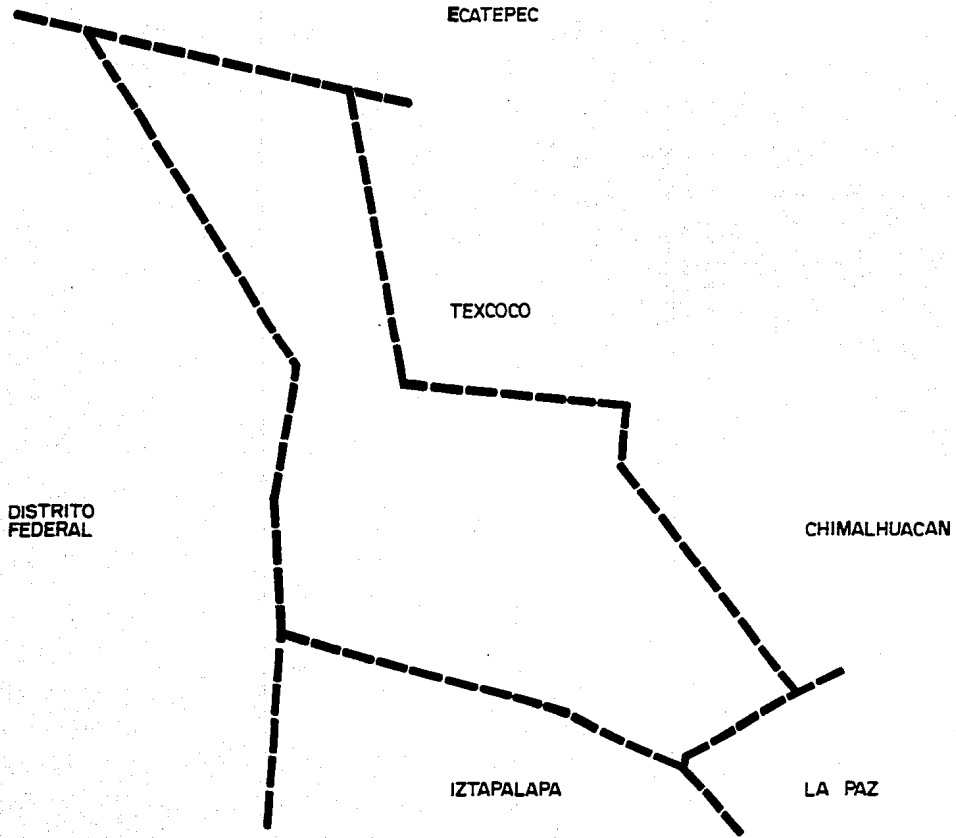 ECATEPEC
TEXCOCO
DISTRITO
FEDERAL
CHIMALHUACAN
IZTAPALAPA
LA PAZ